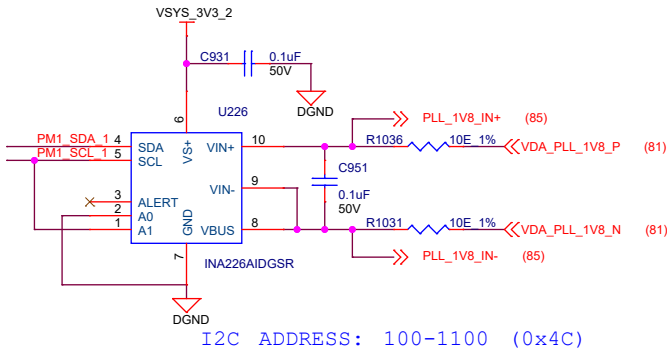 VSYS_3V3_2
C931 0.1uF
50V
U226
DGND
PLL_1V8_IN+ (85)
6
VS+
PM1_SDA_1 4 SDA VIN+ 10 R1036 10E_1% VDA_PLL_1V8_P (81)
PM1_SCL_1 5 SCL
C951
VIN- 9
0.1uF
50V
3 ALERT
2 A0
1 A1 GND VBUS 8 R1031 10E_1% VDA_PLL_1V8_N (81)
7
INA226AIDGSR
PLL_1V8_IN- (85)
DGND
I2C ADDRESS: 100-1100 (0x4C)